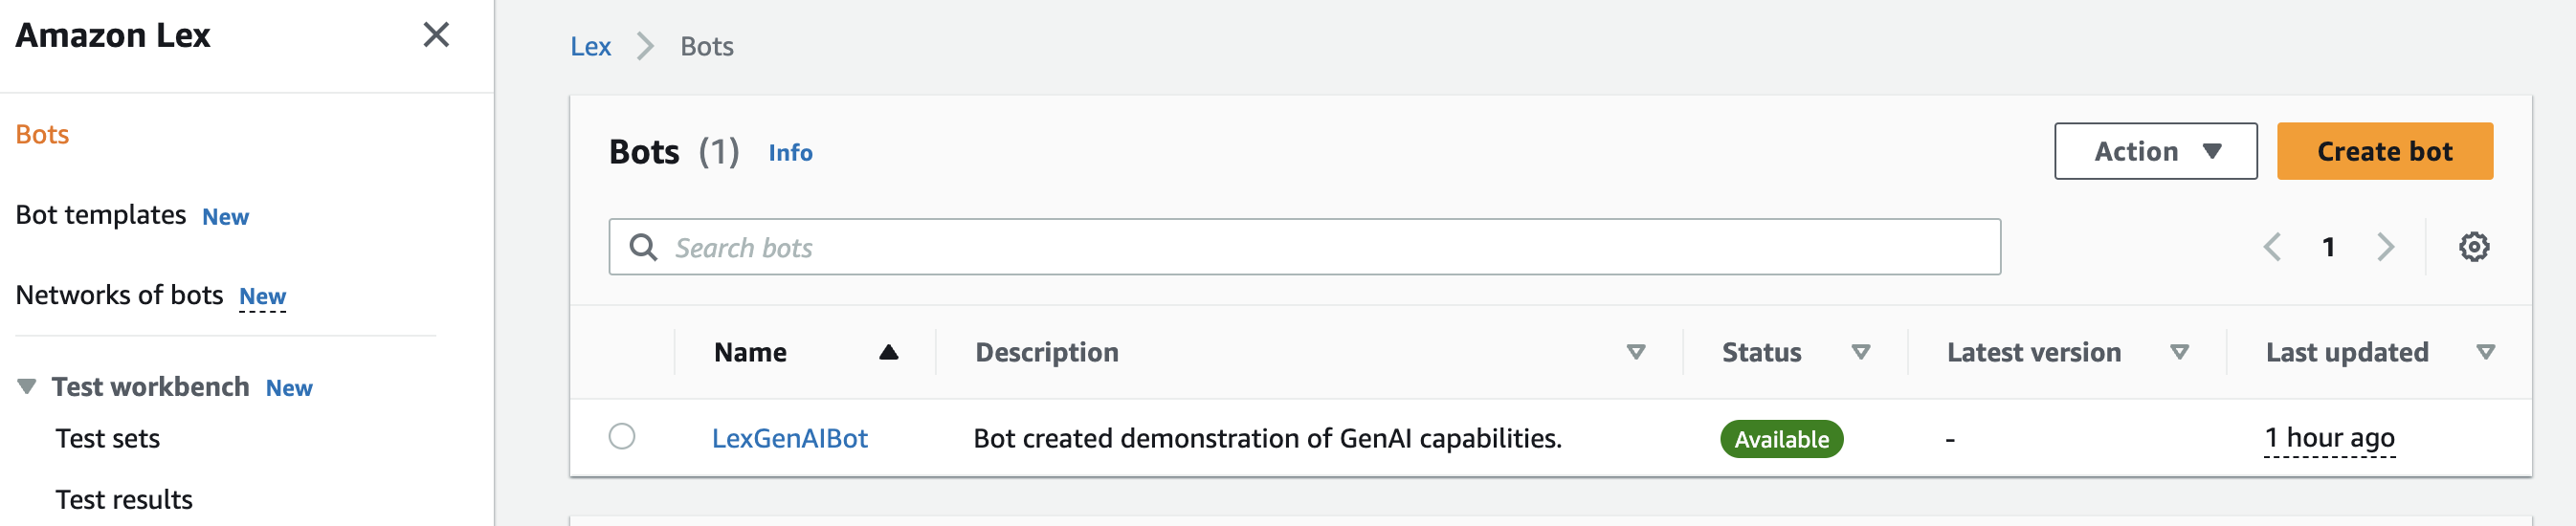 Amazon Lex
Bots
Bot templates New
Networks of bots New
Test workbench New
Test sets
Test results
Lex > Bots
Bots (1) Info
Action
Create bot
Search bots
1
Name Description Status Latest version Last updated
LexGenAIBot Bot created demonstration of GenAI capabilities. Available - 1 hour ago